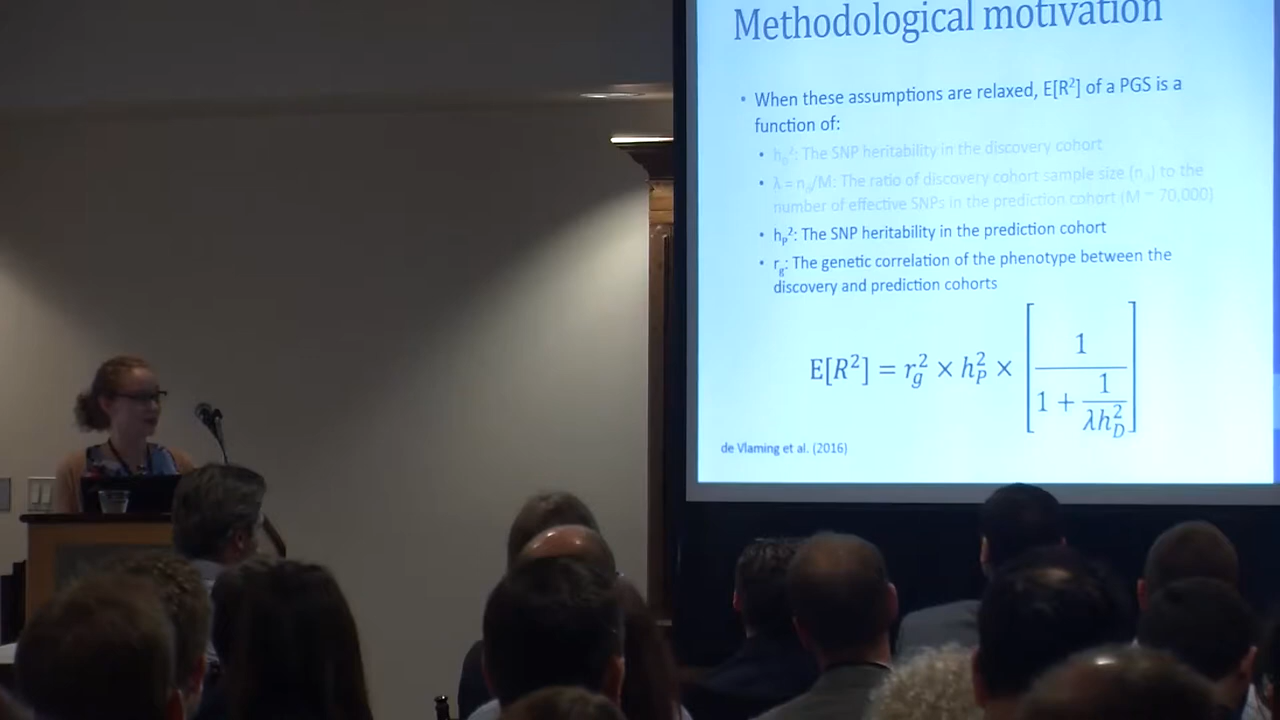 Methodological motivation
• When these assumptions are relaxed, E[R²] of a PGS is a
function of:
• h_D²: The SNP heritability in the discovery cohort
• λ = n_D/M: The ratio of discovery cohort sample size (n_D) to the
number of effective SNPs in the prediction cohort (M ~ 70,000)
• h_P²: The SNP heritability in the prediction cohort
• r_g: The genetic correlation of the phenotype between the
discovery and prediction cohorts
E[R²] = r_g² × h_P² × [1 / (1 + 1 / (λh_D²))]
de Vlaming et al. (2016)